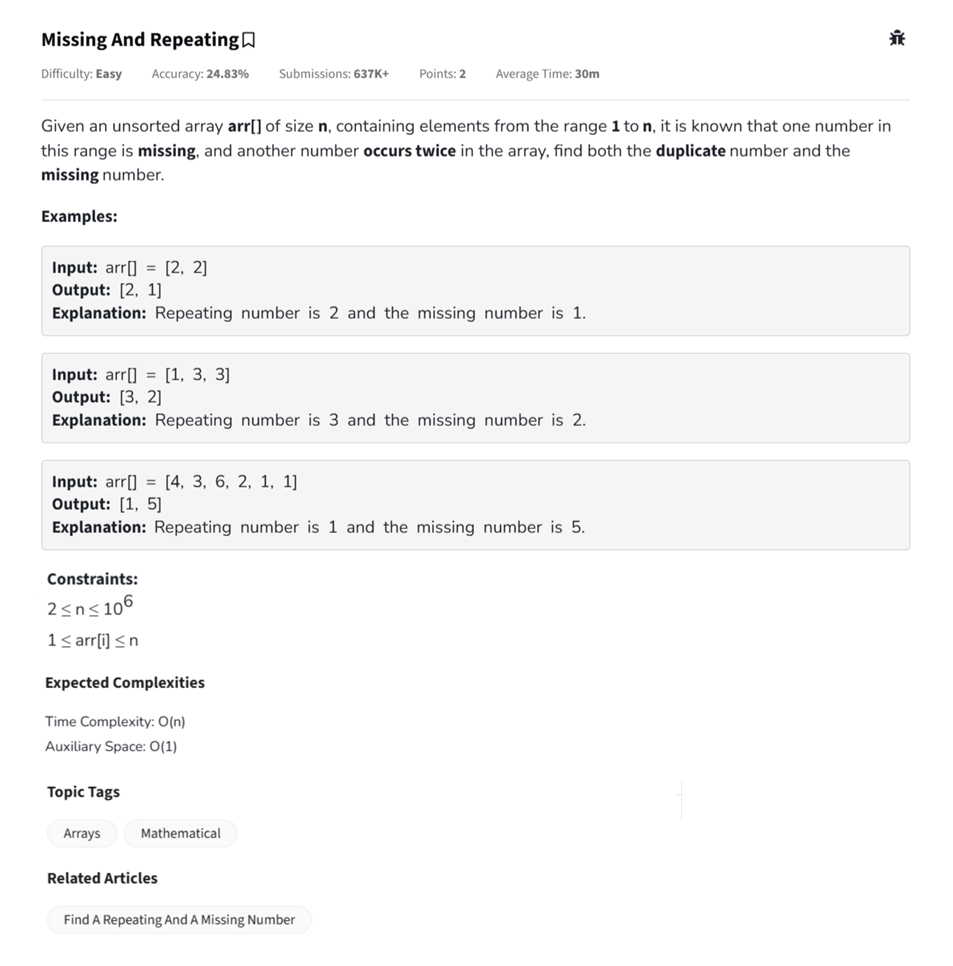 Missing And Repeating
Difficulty: Easy Accuracy: 24.83% Submissions: 637K+ Points: 2 Average Time: 30m
Given an unsorted array arr[] of size n, containing elements from the range 1 to n, it is known that one number in
this range is missing, and another number occurs twice in the array, find both the duplicate number and the
missing number.
Examples:
Input: arr[] = [2, 2]
Output: [2, 1]
Explanation: Repeating number is 2 and the missing number is 1.
Input: arr[] = [1, 3, 3]
Output: [3, 2]
Explanation: Repeating number is 3 and the missing number is 2.
Input: arr[] = [4, 3, 6, 2, 1, 1]
Output: [1, 5]
Explanation: Repeating number is 1 and the missing number is 5.
Constraints:
2 ≤ n ≤ 10⁶
1 ≤ arr[i] ≤ n
Expected Complexities
Time Complexity: O(n)
Auxiliary Space: O(1)
Topic Tags
Arrays Mathematical
Related Articles
Find A Repeating And A Missing Number